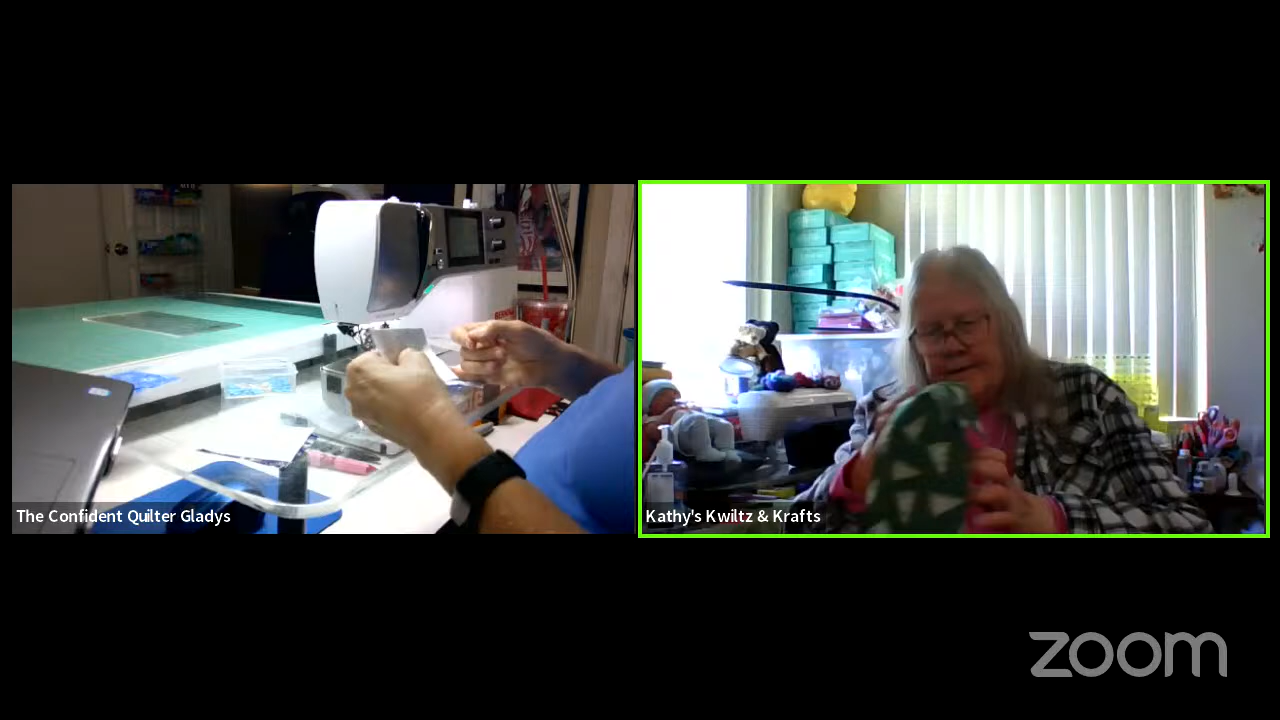 The Confident Quilter Gladys
Kathy's Kwiltz & Krafts
zoom